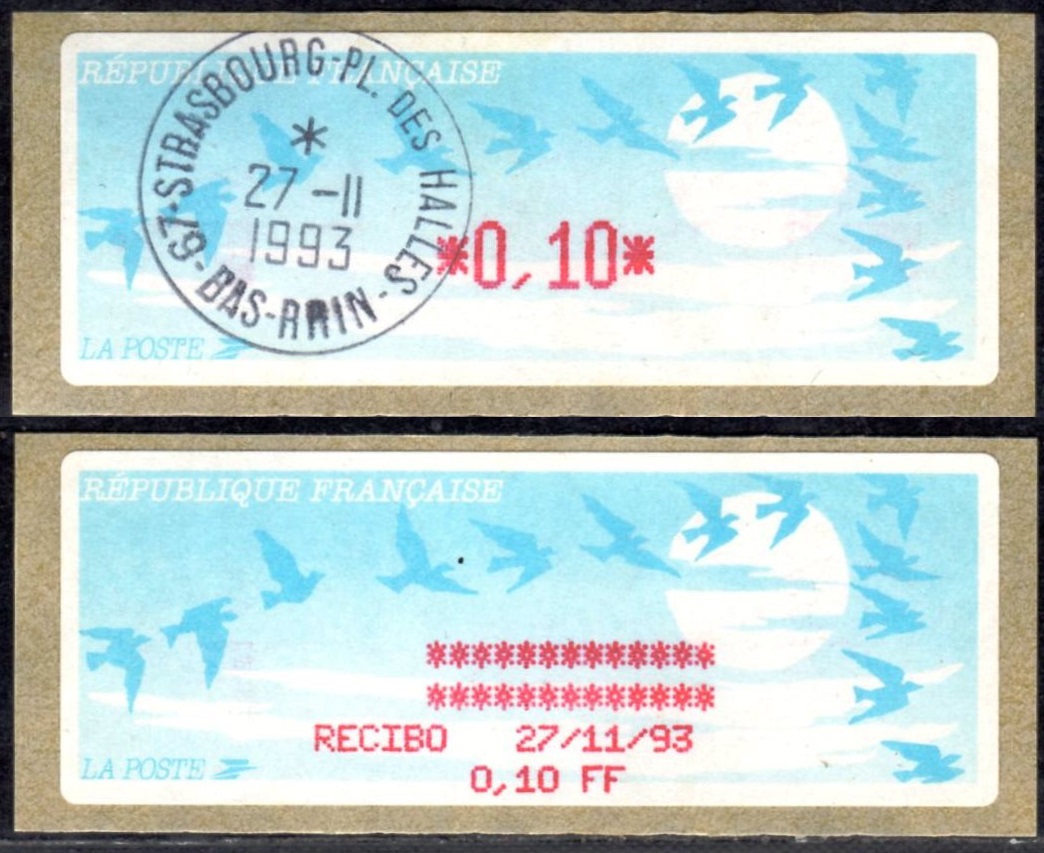 RÉPUBLIQUE FRANÇAISE
67-STRASBOURG-PL. DES HALLES-
*
27-11
1993
BAS-RHIN-
*0,10*
LA POSTE
RÉPUBLIQUE FRANÇAISE
*************
*************
RECIBO 27/11/93
0,10 FF
LA POSTE